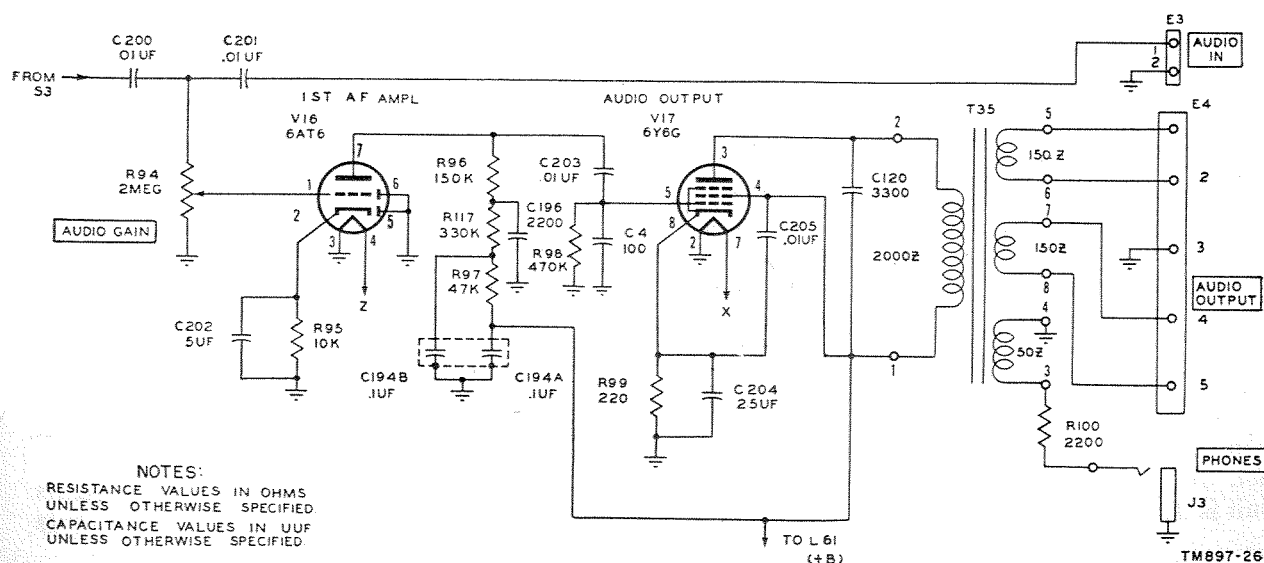 E3
AUDIO
IN
1
2
C200
.01UF
C201
.01UF
FROM
S3
1ST AF AMPL
V16
6AT6
AUDIO OUTPUT
V17
6Y6G
T35
E4
R94
2MEG
AUDIO GAIN
1
2
7
6
5
3
4
Z
R96
150K
R117
330K
R97
47K
C203
.01UF
C196
2200
R98
470K
C4
100
5
8
3
4
2
7
X
C205
.01UF
C120
3300
2
1
2000Z
5
150Z
6
7
150Z
8
4
50Z
3
2
3
4
5
AUDIO
OUTPUT
C202
5UF
R95
10K
C194B
.1UF
C194A
.1UF
R99
220
C204
25UF
R100
2200
PHONES
J3
NOTES:
RESISTANCE VALUES IN OHMS
UNLESS OTHERWISE SPECIFIED.
CAPACITANCE VALUES IN UUF
UNLESS OTHERWISE SPECIFIED.
TO L61
(+B)
TM897-26